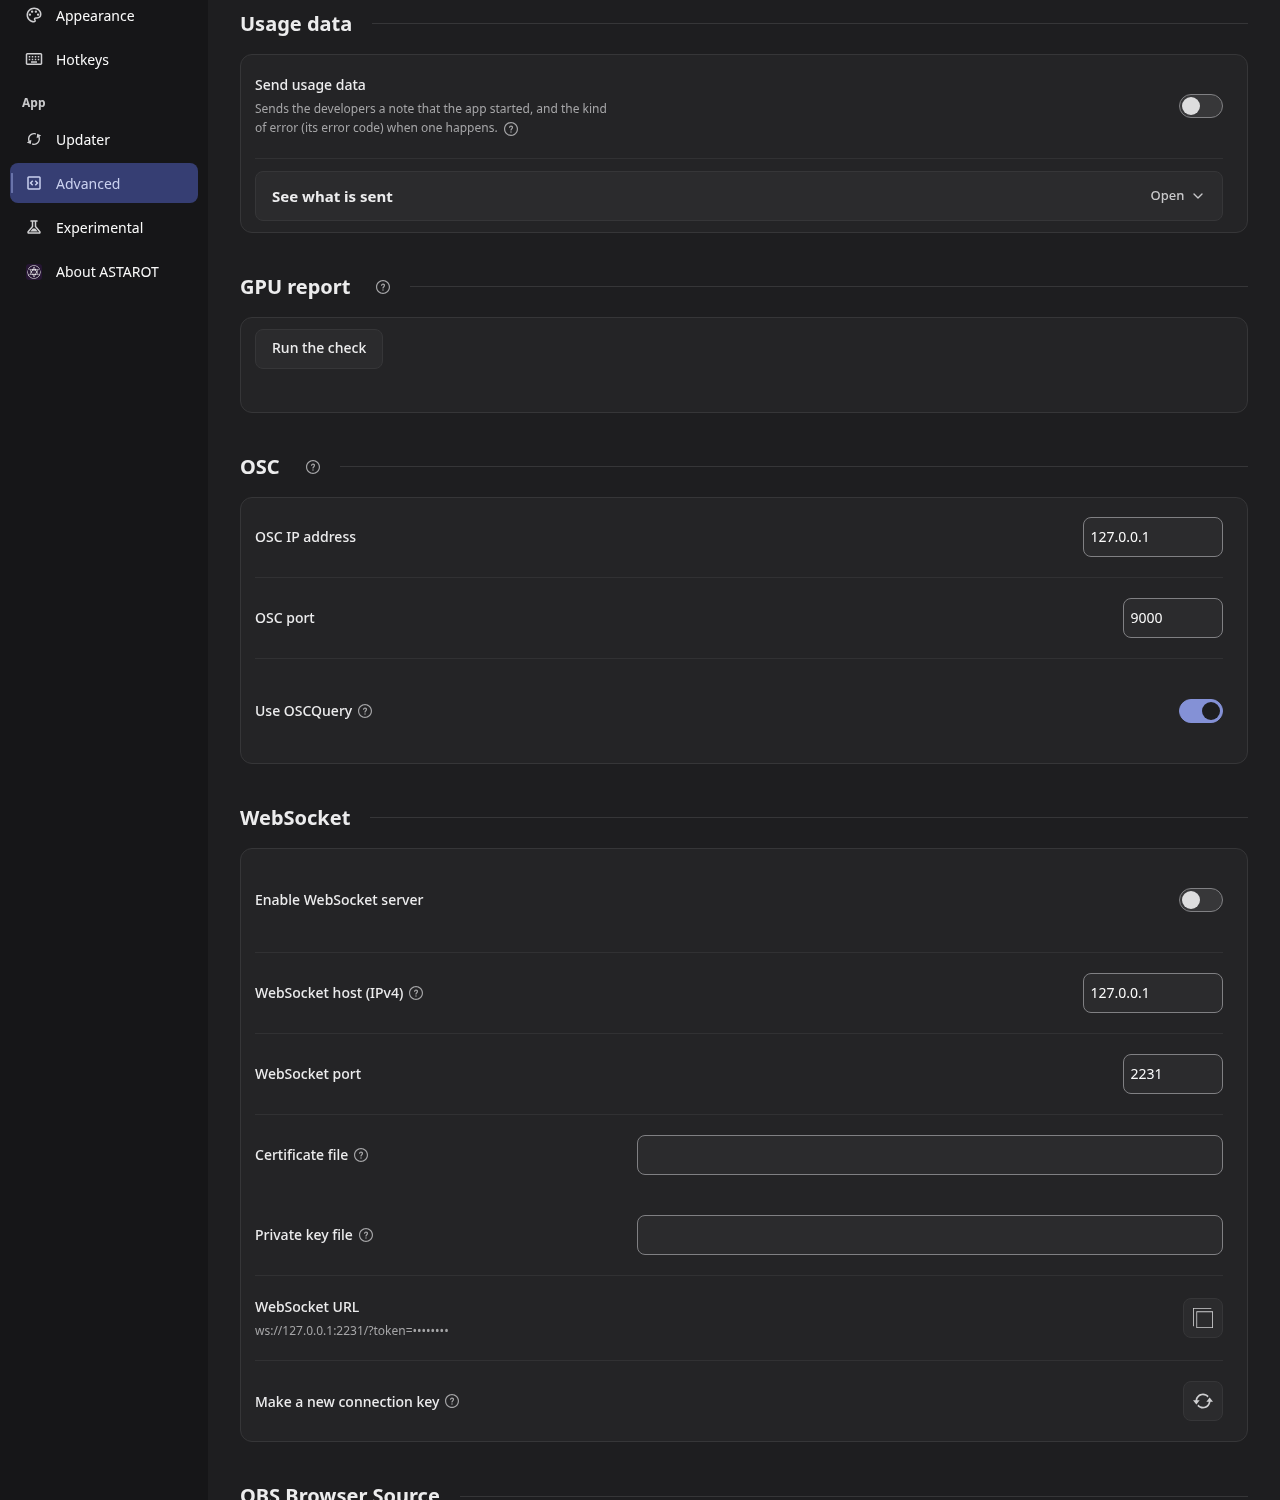 Appearance
Hotkeys
App
Updater
Advanced
Experimental
About ASTAROT
Usage data
Send usage data
Sends the developers a note that the app started, and the kind
of error (its error code) when one happens.
See what is sent
Open
GPU report
Run the check
OSC
OSC IP address
127.0.0.1
OSC port
9000
Use OSCQuery
WebSocket
Enable WebSocket server
WebSocket host (IPv4)
127.0.0.1
WebSocket port
2231
Certificate file
Private key file
WebSocket URL
ws://127.0.0.1:2231/?token=••••••••
Make a new connection key
OBS Browser Source